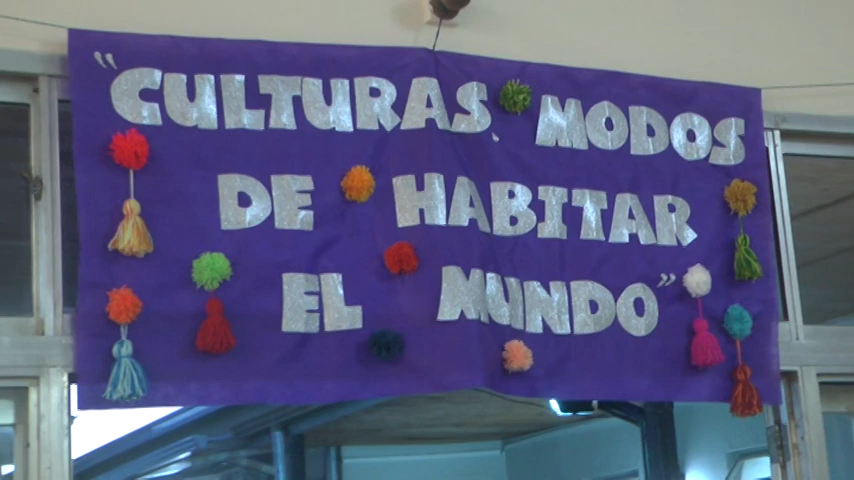 “CULTURAS, MODOS
DE HABITAR
EL MUNDO”